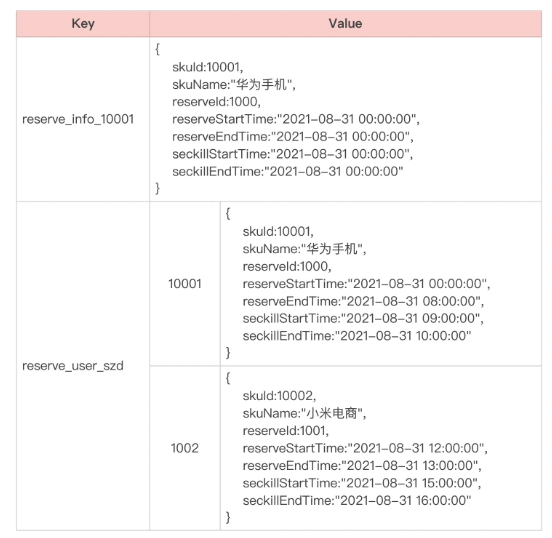 Key Value
reserve_info_10001
{
skuId:10001,
skuName:"华为手机",
reserveId:1000,
reserveStartTime:"2021-08-31 00:00:00",
reserveEndTime:"2021-08-31 00:00:00",
seckillStartTime:"2021-08-31 00:00:00",
seckillEndTime:"2021-08-31 00:00:00"
}
reserve_user_szd
10001
{
skuId:10001,
skuName:"华为手机",
reserveId:1000,
reserveStartTime:"2021-08-31 00:00:00",
reserveEndTime:"2021-08-31 08:00:00",
seckillStartTime:"2021-08-31 09:00:00",
seckillEndTime:"2021-08-31 10:00:00"
}
1002
{
skuId:10002,
skuName:"小米电商",
reserveId:1001,
reserveStartTime:"2021-08-31 12:00:00",
reserveEndTime:"2021-08-31 13:00:00",
seckillStartTime:"2021-08-31 15:00:00",
seckillEndTime:"2021-08-31 16:00:00"
}